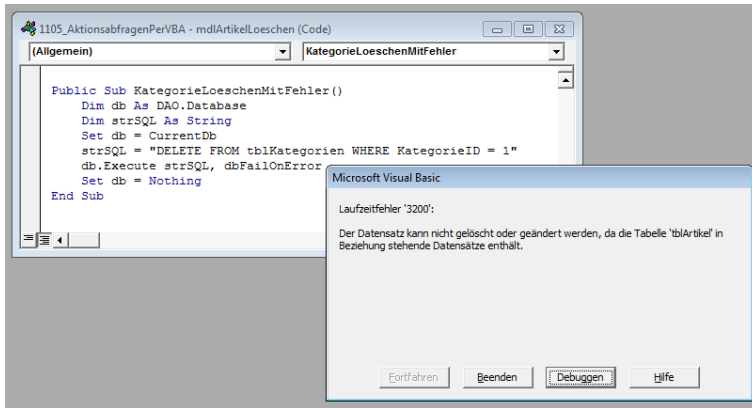 1105_AktionsabfragenPerVBA - mdlArtikelLoeschen (Code)
(Allgemein) KategorieLoeschenMitFehler
Public Sub KategorieLoeschenMitFehler()
Dim db As DAO.Database
Dim strSQL As String
Set db = CurrentDb
strSQL = "DELETE FROM tblKategorien WHERE KategorieID = 1"
db.Execute strSQL, dbFailOnError
Set db = Nothing
End Sub
Microsoft Visual Basic
Laufzeitfehler '3200':
Der Datensatz kann nicht gelöscht oder geändert werden, da die Tabelle 'tblArtikel' in
Beziehung stehende Datensätze enthält.
Fortfahren Beenden Debuggen Hilfe